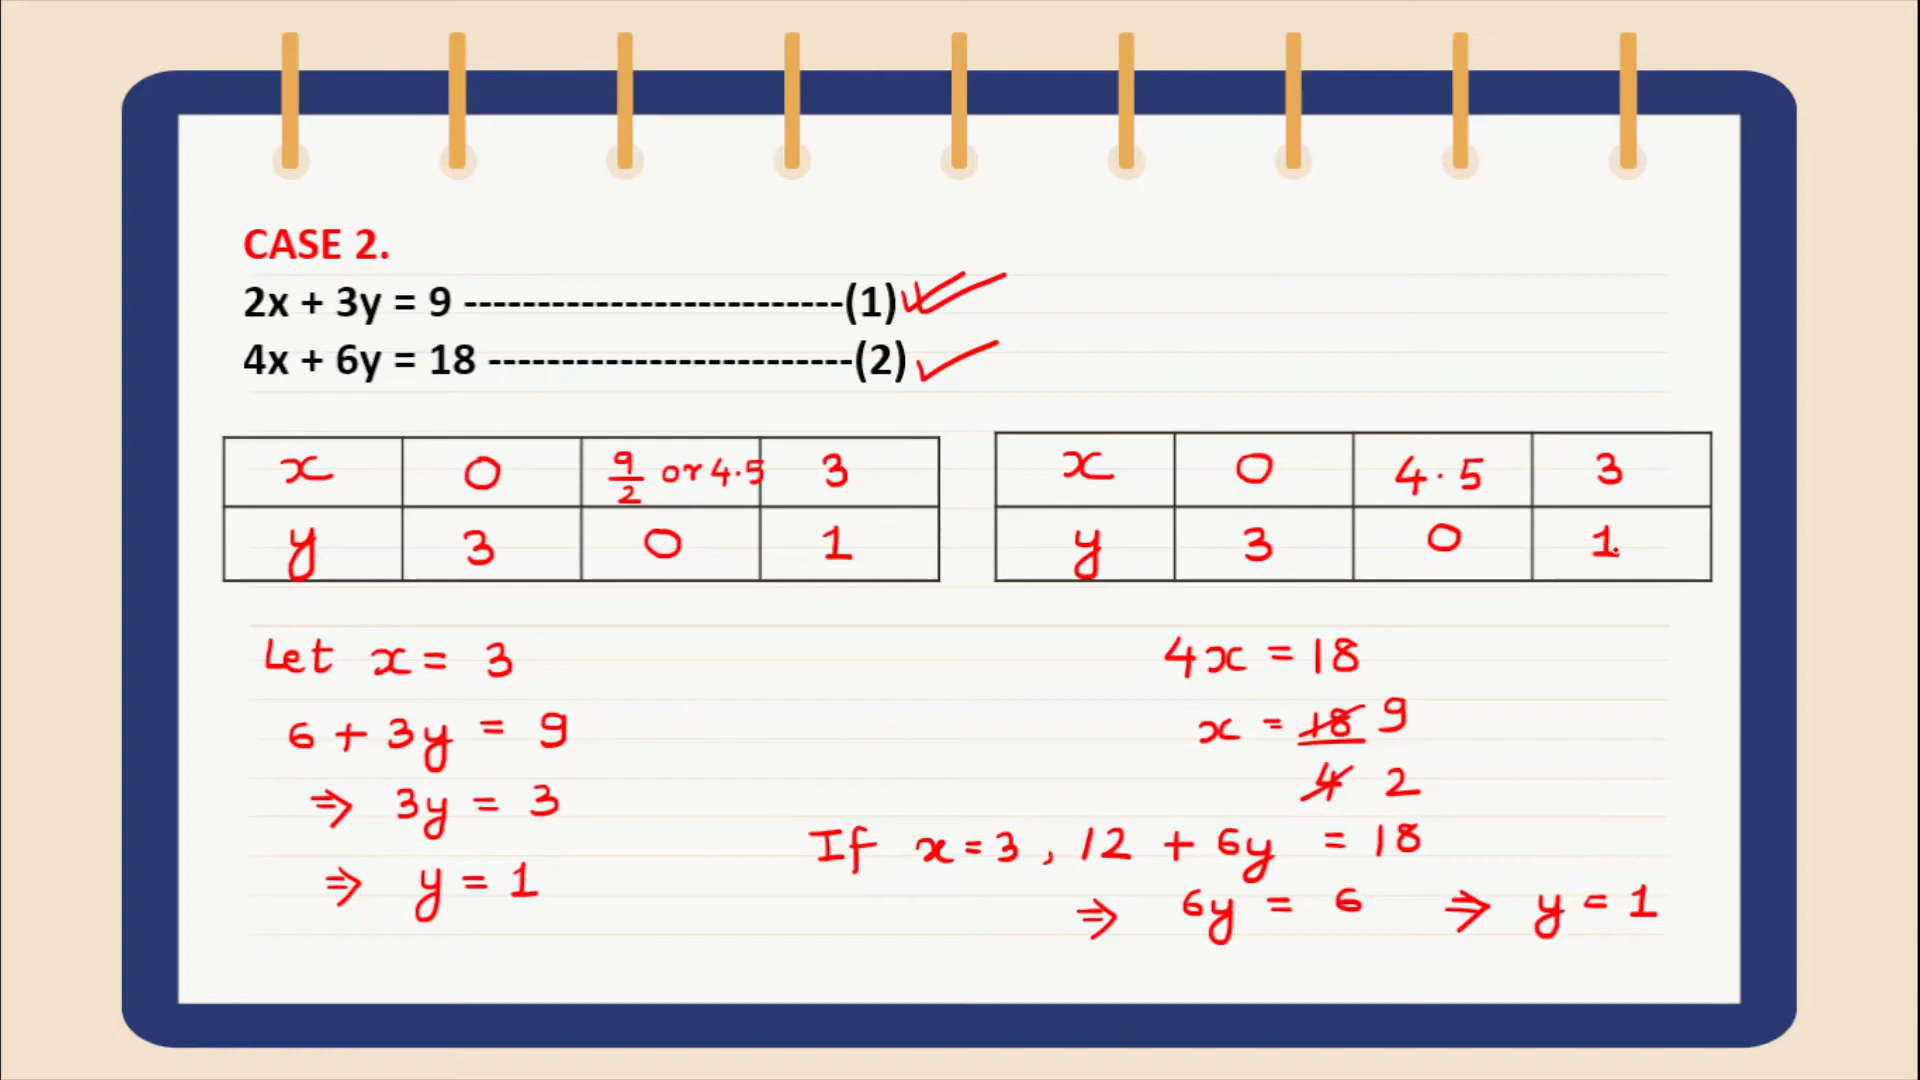 CASE 2.
2x + 3y = 9 --------------------------(1)
4x + 6y = 18 -------------------------(2)
x 0 9/2 or 4.5 3
y 3 0 1
x 0 4.5 3
y 3 0 1
Let x = 3
6 + 3y = 9
⇒ 3y = 3
⇒ y = 1
4x = 18
x = 18/4 9/2
If x = 3, 12 + 6y = 18
⇒ 6y = 6 ⇒ y = 1